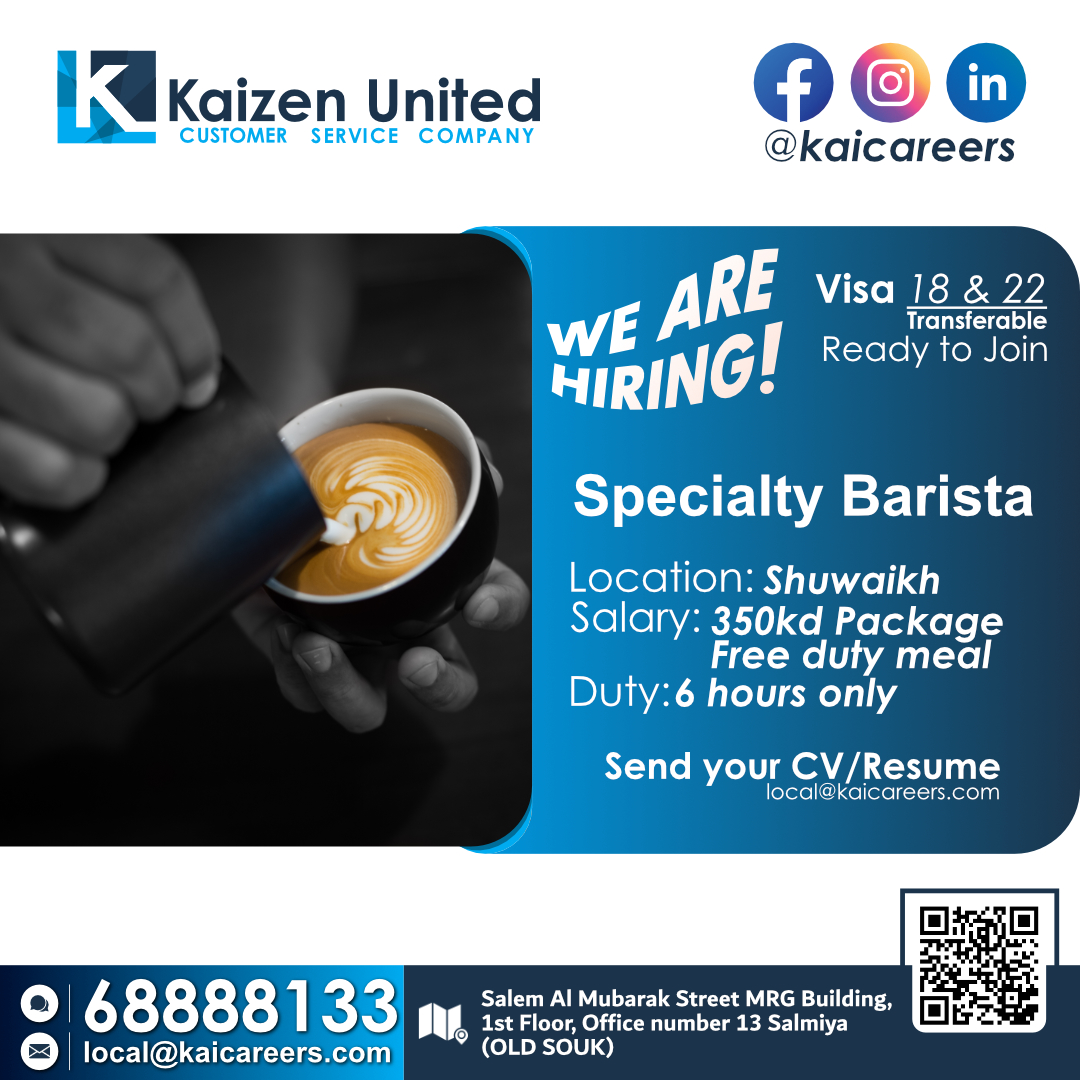 Kaizen United
CUSTOMER SERVICE COMPANY
@kaicareers
WE ARE
HIRING!
Visa 18 & 22
Transferable
Ready to Join
Specialty Barista
Location: Shuwaikh
Salary: 350kd Package
Free duty meal
Duty: 6 hours only
Send your CV/Resume
local@kaicareers.com
68888133
local@kaicareers.com
Salem Al Mubarak Street MRG Building,
1st Floor, Office number 13 Salmiya
(OLD SOUK)